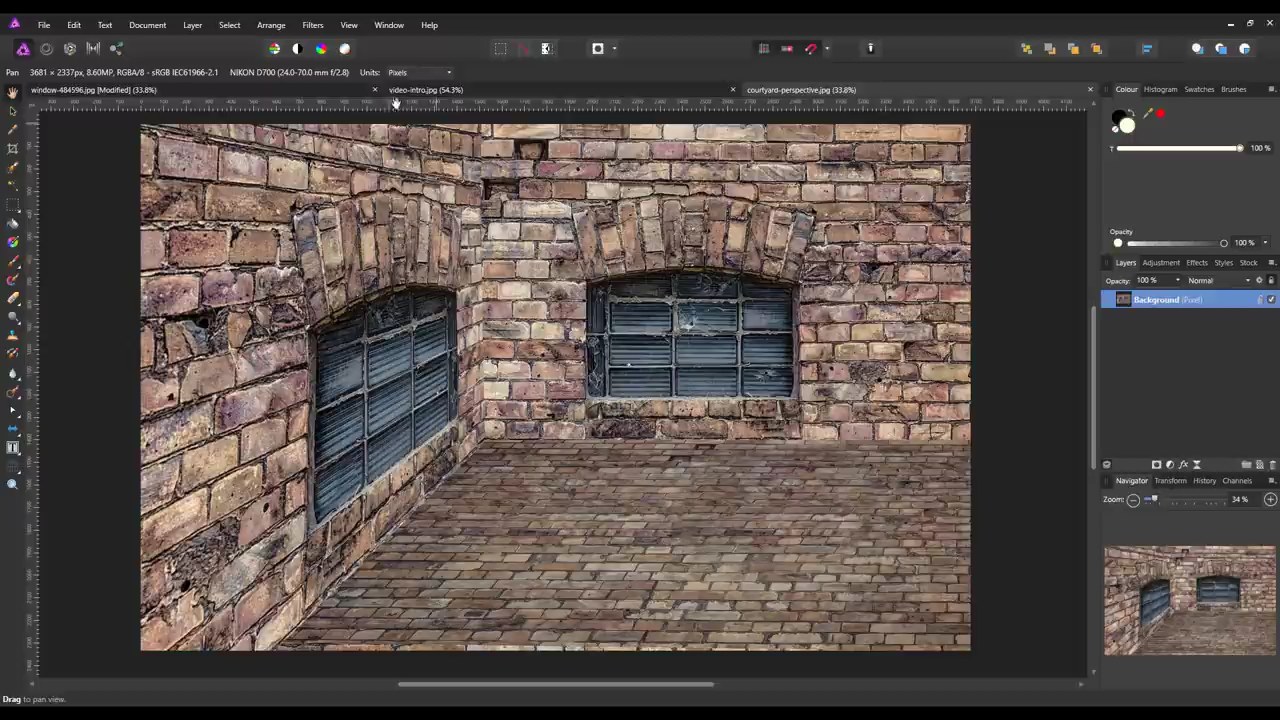 File Edit Text Document Layer Select Arrange Filters View Window Help
Pan 3681 × 2337px, 8.60MP, RGBA/8 - sRGB IEC61966-2.1 NIKON D700 (24.0-70.0 mm f/2.8) Units: Pixels
window-484596.jpg [Modified] (33.8%) video-intro.jpg (54.3%) courtyard-perspective.jpg (33.8%)
Colour Histogram Swatches Brushes
T 100 %
Opacity
100 %
Layers Adjustment Effects Styles Stock
Opacity: 100 % Normal
Background (Pixel)
Navigator Transform History Channels
Zoom: 34 %
Drag to pan view.